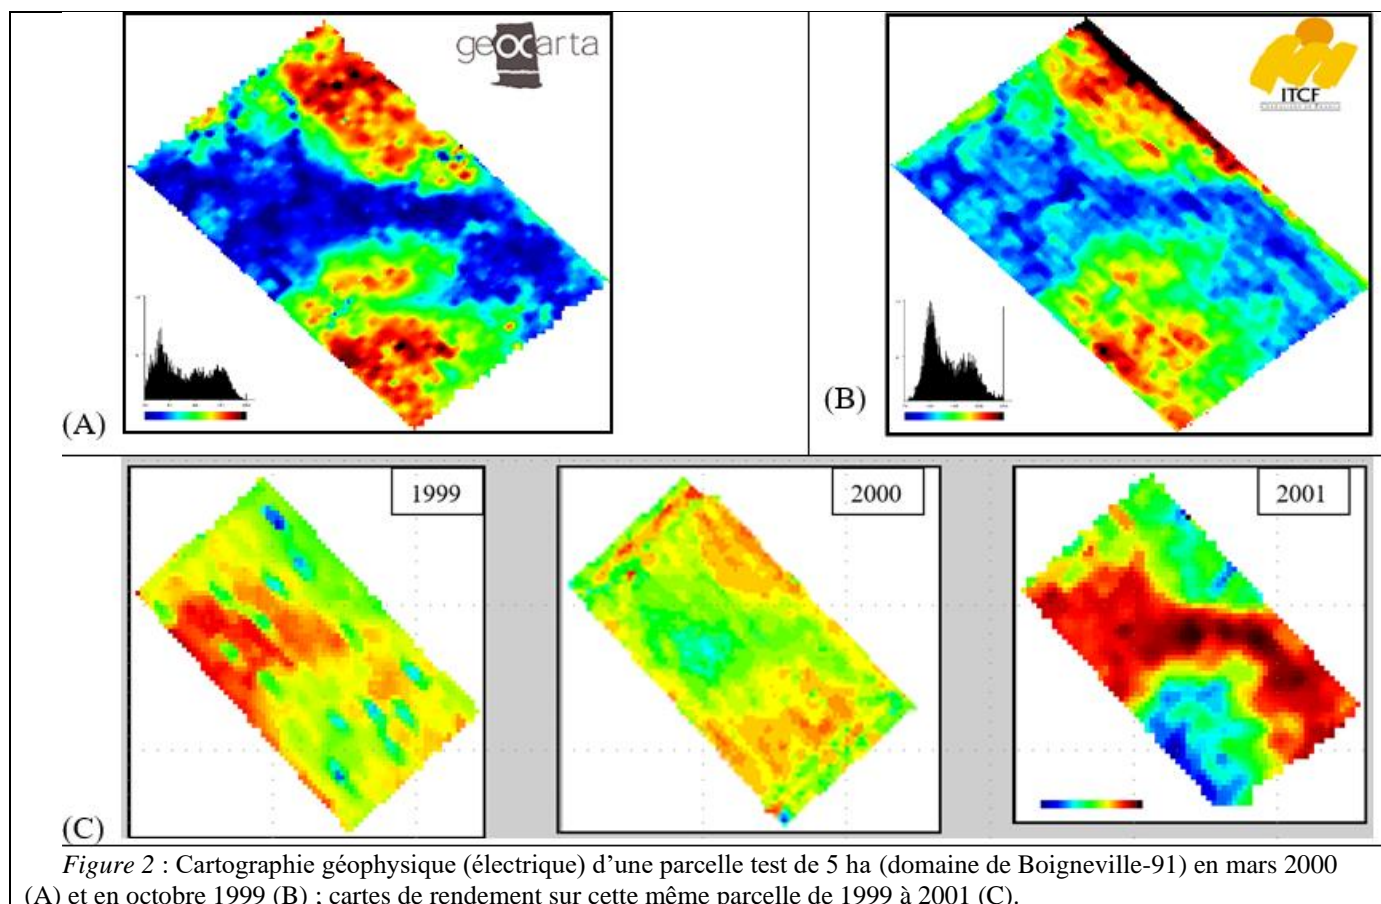 geocarta
ITCF
(A)
(B)
1999
2000
2001
(C)
Figure 2 : Cartographie géophysique (électrique) d'une parcelle test de 5 ha (domaine de Boigneville-91) en mars 2000
(A) et en octobre 1999 (B) ; cartes de rendement sur cette même parcelle de 1999 à 2001 (C).